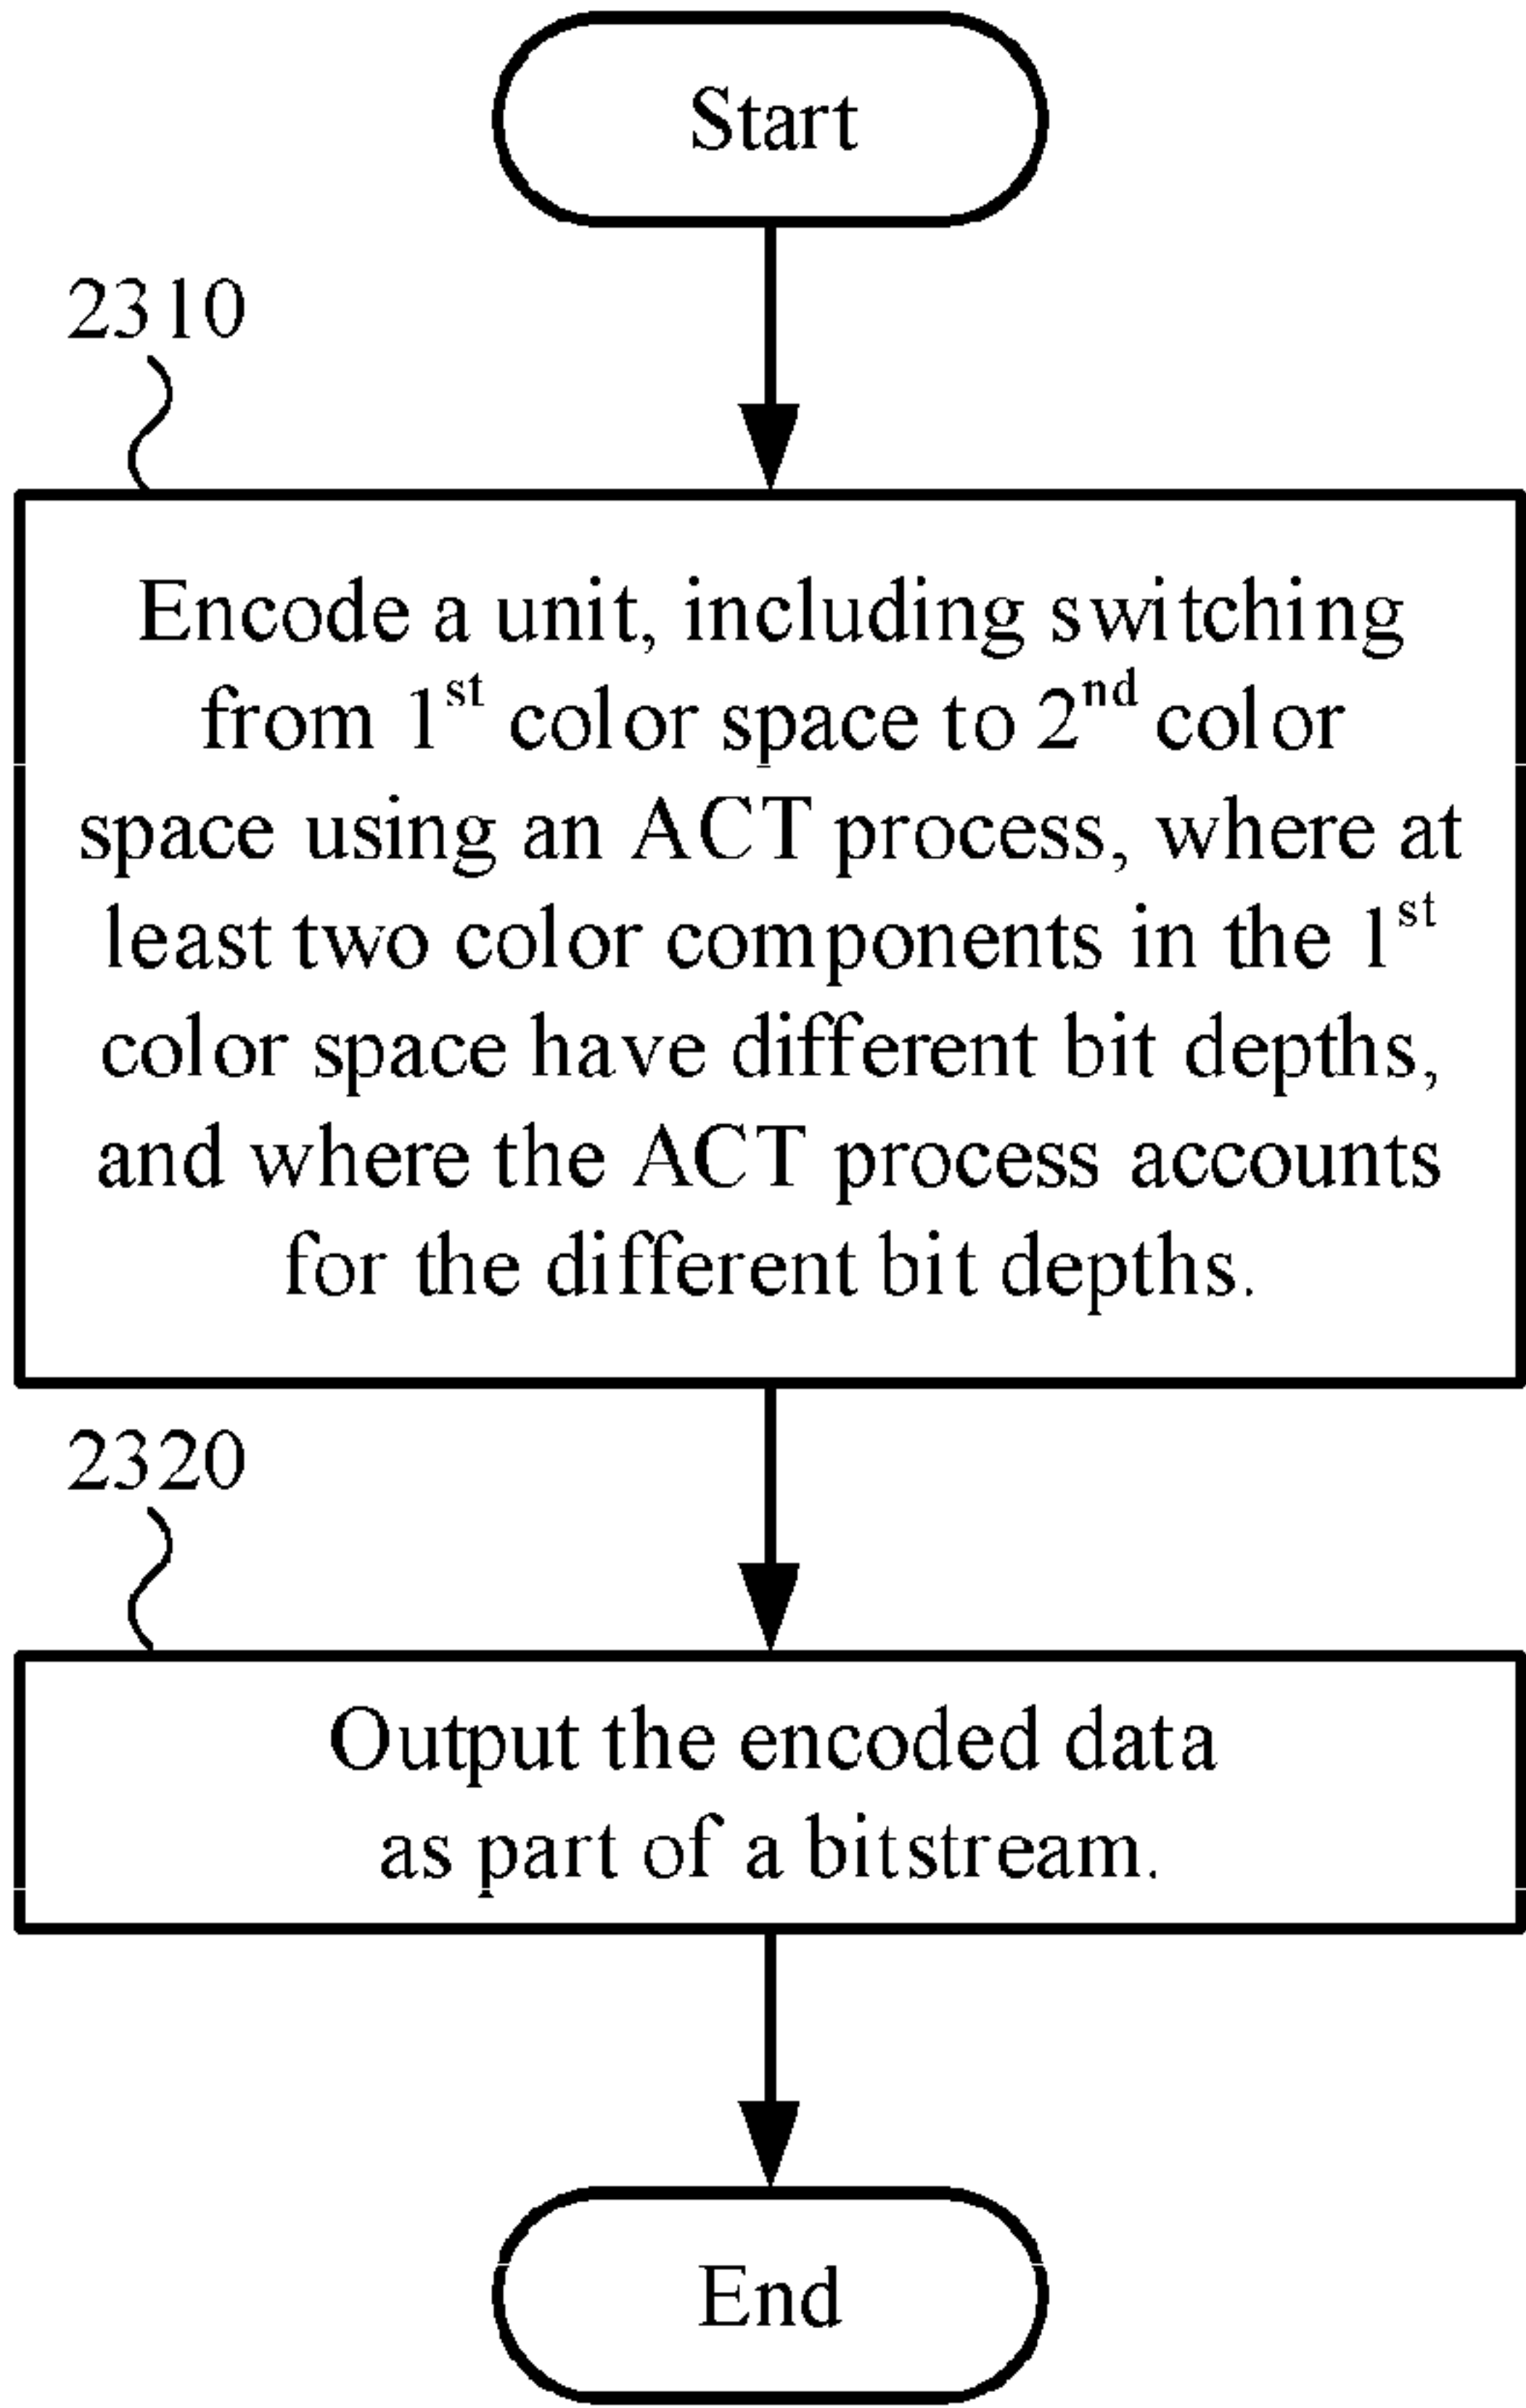 Start
2310
Encode a unit, including switching
from 1st color space to 2nd color
space using an ACT process, where at
least two color components in the 1st
color space have different bit depths,
and where the ACT process accounts
for the different bit depths.
2320
Output the encoded data
as part of a bitstream.
End